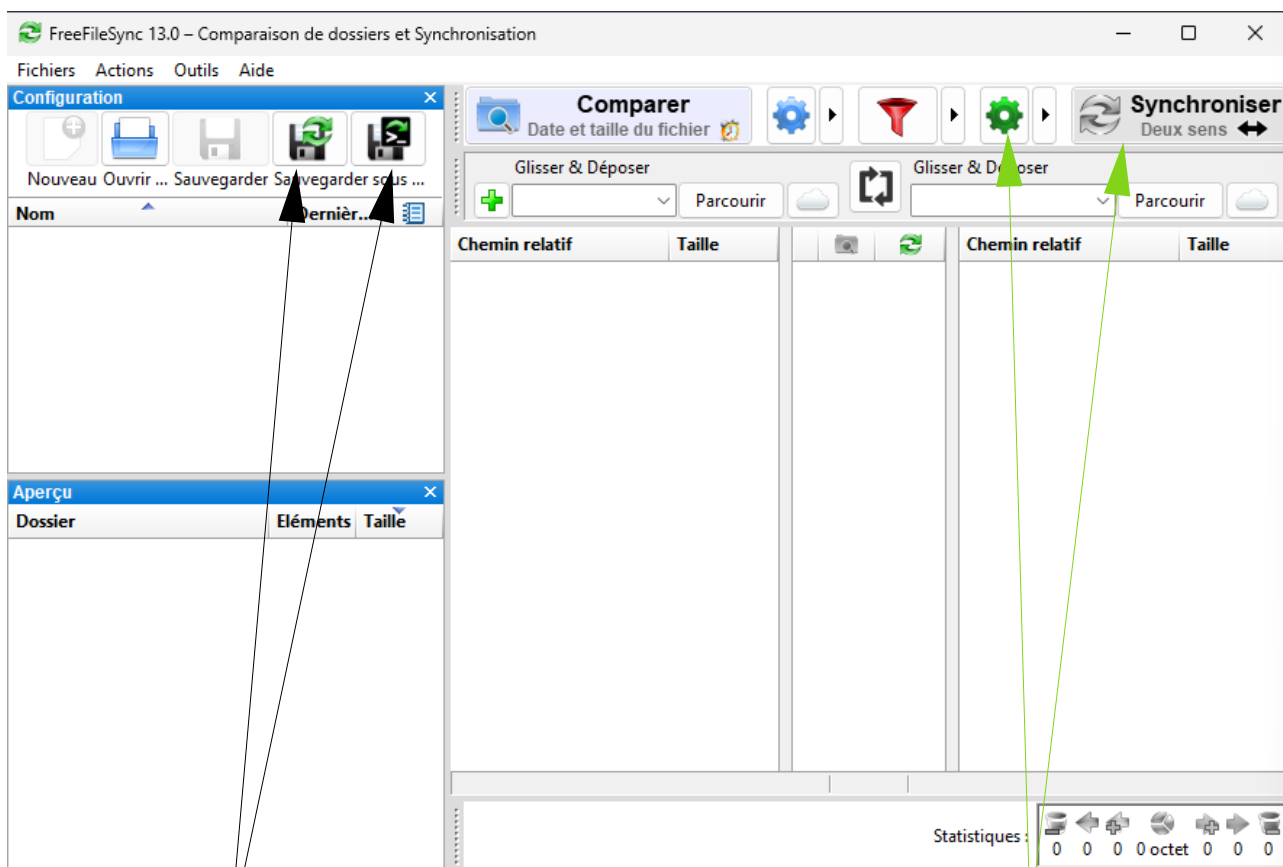 FreeFileSync 13.0 – Comparaison de dossiers et Synchronisation
Fichiers Actions Outils Aide
Configuration
Nouveau Ouvrir ... Sauvegarder Sauvegarder sous ...
Nom Dernièr...
Comparer
Date et taille du fichier
Synchroniser
Deux sens
Glisser & Déposer Glisser & Déposer
Parcourir Parcourir
Chemin relatif Taille Chemin relatif Taille
Aperçu
Dossier Eléments Taille
Statistiques :
0 0 0 0 octet 0 0 0